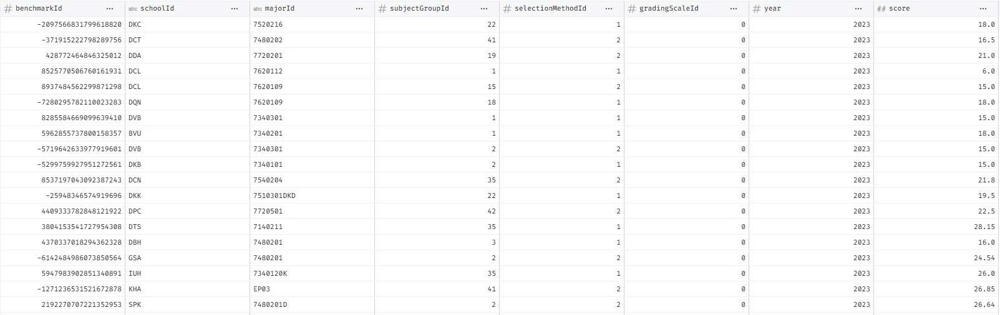 # benchmarkId ... abc schoolId ... abc majorId ... # subjectGroupId ... # selectionMethodId ... # gradingScaleId ... # year ... ## score ...
-2097566831799618820 DKC 7520216 22 1 0 2023 18.0
-371915222798289756 DCT 7480202 41 2 0 2023 16.5
428772464846325012 DDA 7720201 19 2 0 2023 21.0
8525770506760161931 DCL 7620112 1 1 0 2023 6.0
8937484562299871298 DCL 7620109 15 2 0 2023 15.0
-7280295782110023283 DQN 7620109 18 1 0 2023 18.0
8285584669099639410 DVB 7340301 1 1 0 2023 15.0
5962855737800158357 BVU 7340201 1 1 0 2023 18.0
-5719642633977919601 DVB 7340301 2 2 0 2023 15.0
-5299759927951272561 DKB 7340101 2 1 0 2023 15.0
8537197043092387243 DCN 7540204 35 2 0 2023 21.8
-25948346574919696 DKK 7510301DKD 22 1 0 2023 19.5
4409333782848121922 DPC 7720501 42 2 0 2023 22.5
3804153541727954308 DTS 7140211 35 1 0 2023 28.15
4370337018294362328 DBH 7480201 3 1 0 2023 16.0
-6142484986073850564 GSA 7480201 2 2 0 2023 24.54
5947983902851340891 IUH 7340120K 35 1 0 2023 26.0
-1271236531521672878 KHA EP03 41 2 0 2023 26.85
2192270707221352953 SPK 7480201D 2 2 0 2023 26.64